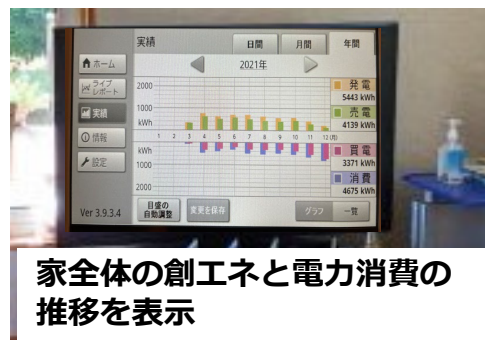 実績
日間
月間
年間
ホーム
2021年
ライブ
レポート
実績
情報
設定
Ver 3.9.3.4
2000
1000
kWh
1 2 3 4 5 6 7 8 9 10 11 12 (月)
kWh
1000
2000
発電
5443 kWh
売電
4139 kWh
買電
3371 kWh
消費
4675 kWh
目盛の
自動調整
変更を保存
グラフ
一覧
家全体の創エネと電力消費の
推移を表示